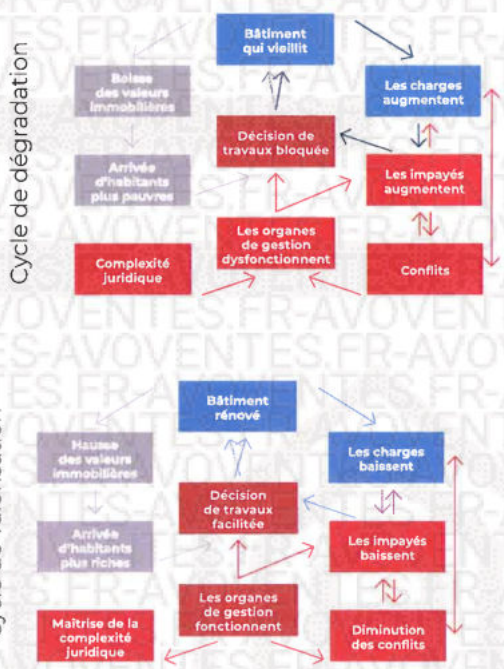 Cycle de dégradation
Bâtiment
qui vieillit
Baisse
des valeurs
immobilières
Les charges
augmentent
Décision de
travaux bloquée
Arrivée
d'habitants
plus pauvres
Les impayés
augmentent
Les organes
de gestion
dysfonctionnent
Complexité
juridique
Conflits
Bâtiment
rénové
Hausse
des valeurs
immobilières
Les charges
baissent
Décision
de travaux
facilitée
Arrivée
d'habitants
plus riches
Les impayés
baissent
Les organes
de gestion
fonctionnent
Maîtrise de la
complexité
juridique
Diminution
des conflits
AVOVENTES.FR